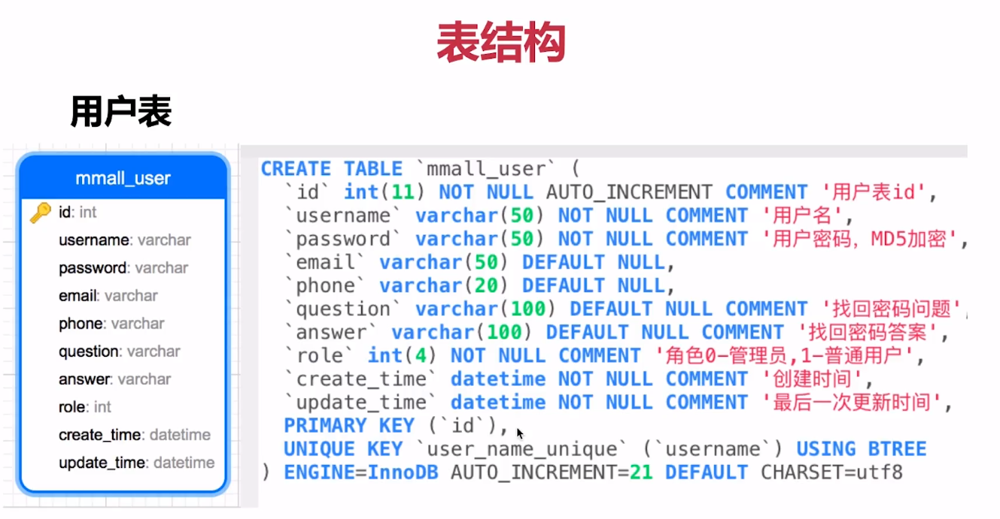 表结构
用户表
mmall_user
id: int
username: varchar
password: varchar
email: varchar
phone: varchar
question: varchar
answer: varchar
role: int
create_time: datetime
update_time: datetime
CREATE TABLE `mmall_user` (
`id` int(11) NOT NULL AUTO_INCREMENT COMMENT '用户表id',
`username` varchar(50) NOT NULL COMMENT '用户名',
`password` varchar(50) NOT NULL COMMENT '用户密码，MD5加密',
`email` varchar(50) DEFAULT NULL,
`phone` varchar(20) DEFAULT NULL,
`question` varchar(100) DEFAULT NULL COMMENT '找回密码问题',
`answer` varchar(100) DEFAULT NULL COMMENT '找回密码答案',
`role` int(4) NOT NULL COMMENT '角色0-管理员,1-普通用户',
`create_time` datetime NOT NULL COMMENT '创建时间',
`update_time` datetime NOT NULL COMMENT '最后一次更新时间',
PRIMARY KEY (`id`),
UNIQUE KEY `user_name_unique` (`username`) USING BTREE
) ENGINE=InnoDB AUTO_INCREMENT=21 DEFAULT CHARSET=utf8